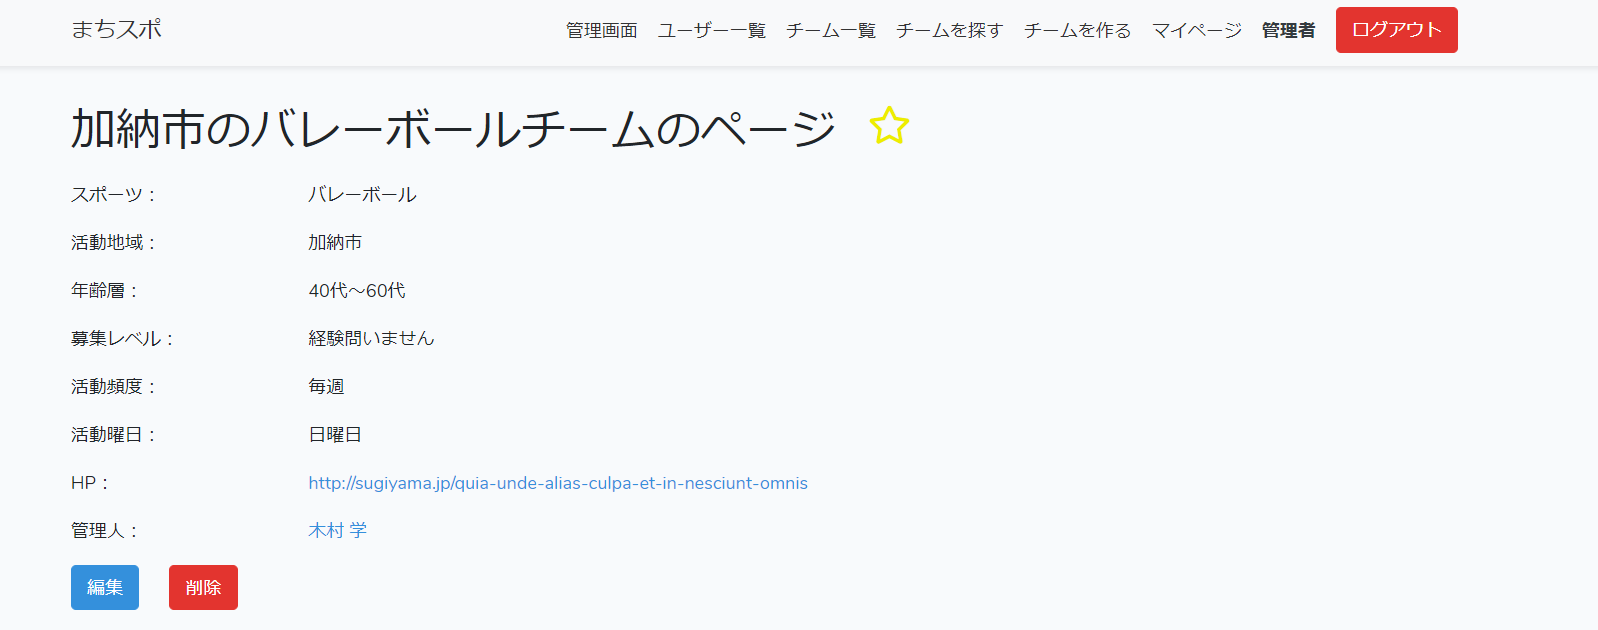 まちスポ
管理画面 ユーザー一覧 チーム一覧 チームを探す チームを作る マイページ 管理者 ログアウト
加納市のバレーボールチームのページ
スポーツ： バレーボール
活動地域： 加納市
年齢層： 40代～60代
募集レベル： 経験問いません
活動頻度： 毎週
活動曜日： 日曜日
HP： http://sugiyama.jp/quia-unde-alias-culpa-et-in-nesciunt-omnis
管理人： 木村 学
編集 削除